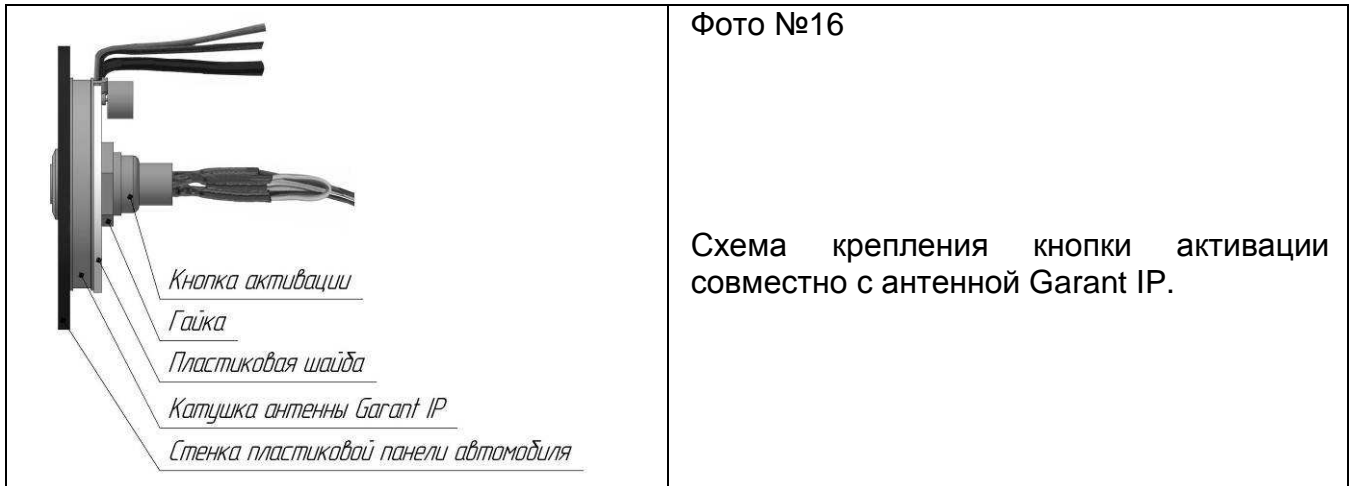 Фото №16
Кнопка активации
Гайка
Пластиковая шайба
Катушка антенны Garant IP
Стенка пластиковой панели автомобиля
Схема крепления кнопки активации
совместно с антенной Garant IP.